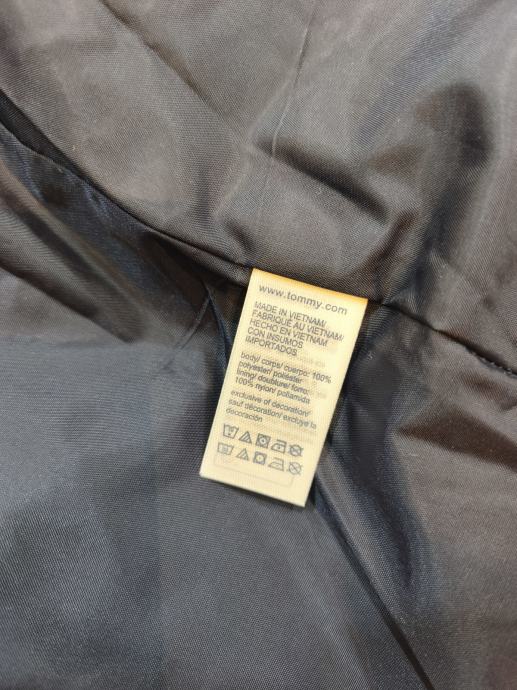 www.tommy.com
MADE IN VIETNAM/
FABRIQUÉ AU VIETNAM/
HECHO EN VIETNAM
CON INSUMOS
IMPORTADOS
body/ corps/ cuerpo: 100%
polyester/ poliéster
lining/ doublure/ forro:
100% nylon/ poliamida
exclusive of decoration/
sauf décoration/ excluye la
decoración